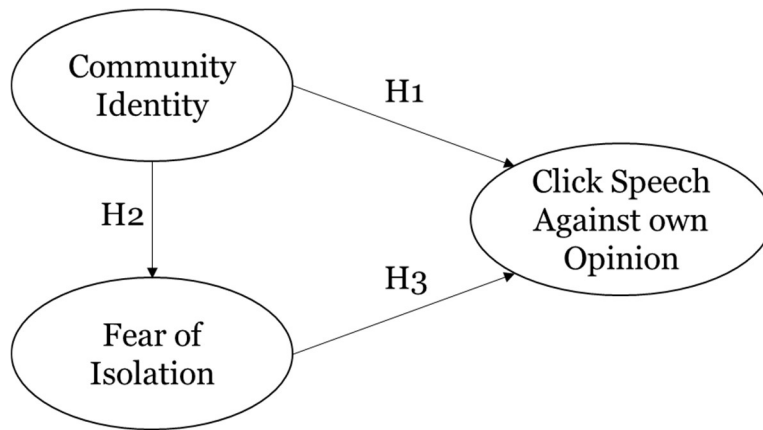 Community
Identity
H1
Click Speech
Against own
Opinion
H2
H3
Fear of
Isolation